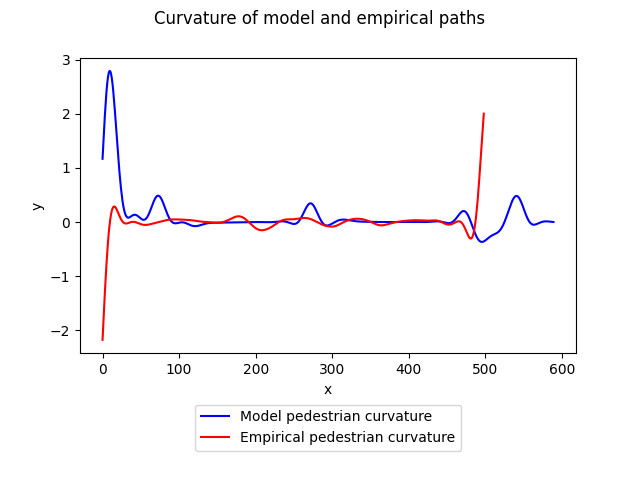 Curvature of model and empirical paths
3
2
1
0
−1
−2
y
0 100 200 300 400 500 600
x
Model pedestrian curvature
Empirical pedestrian curvature